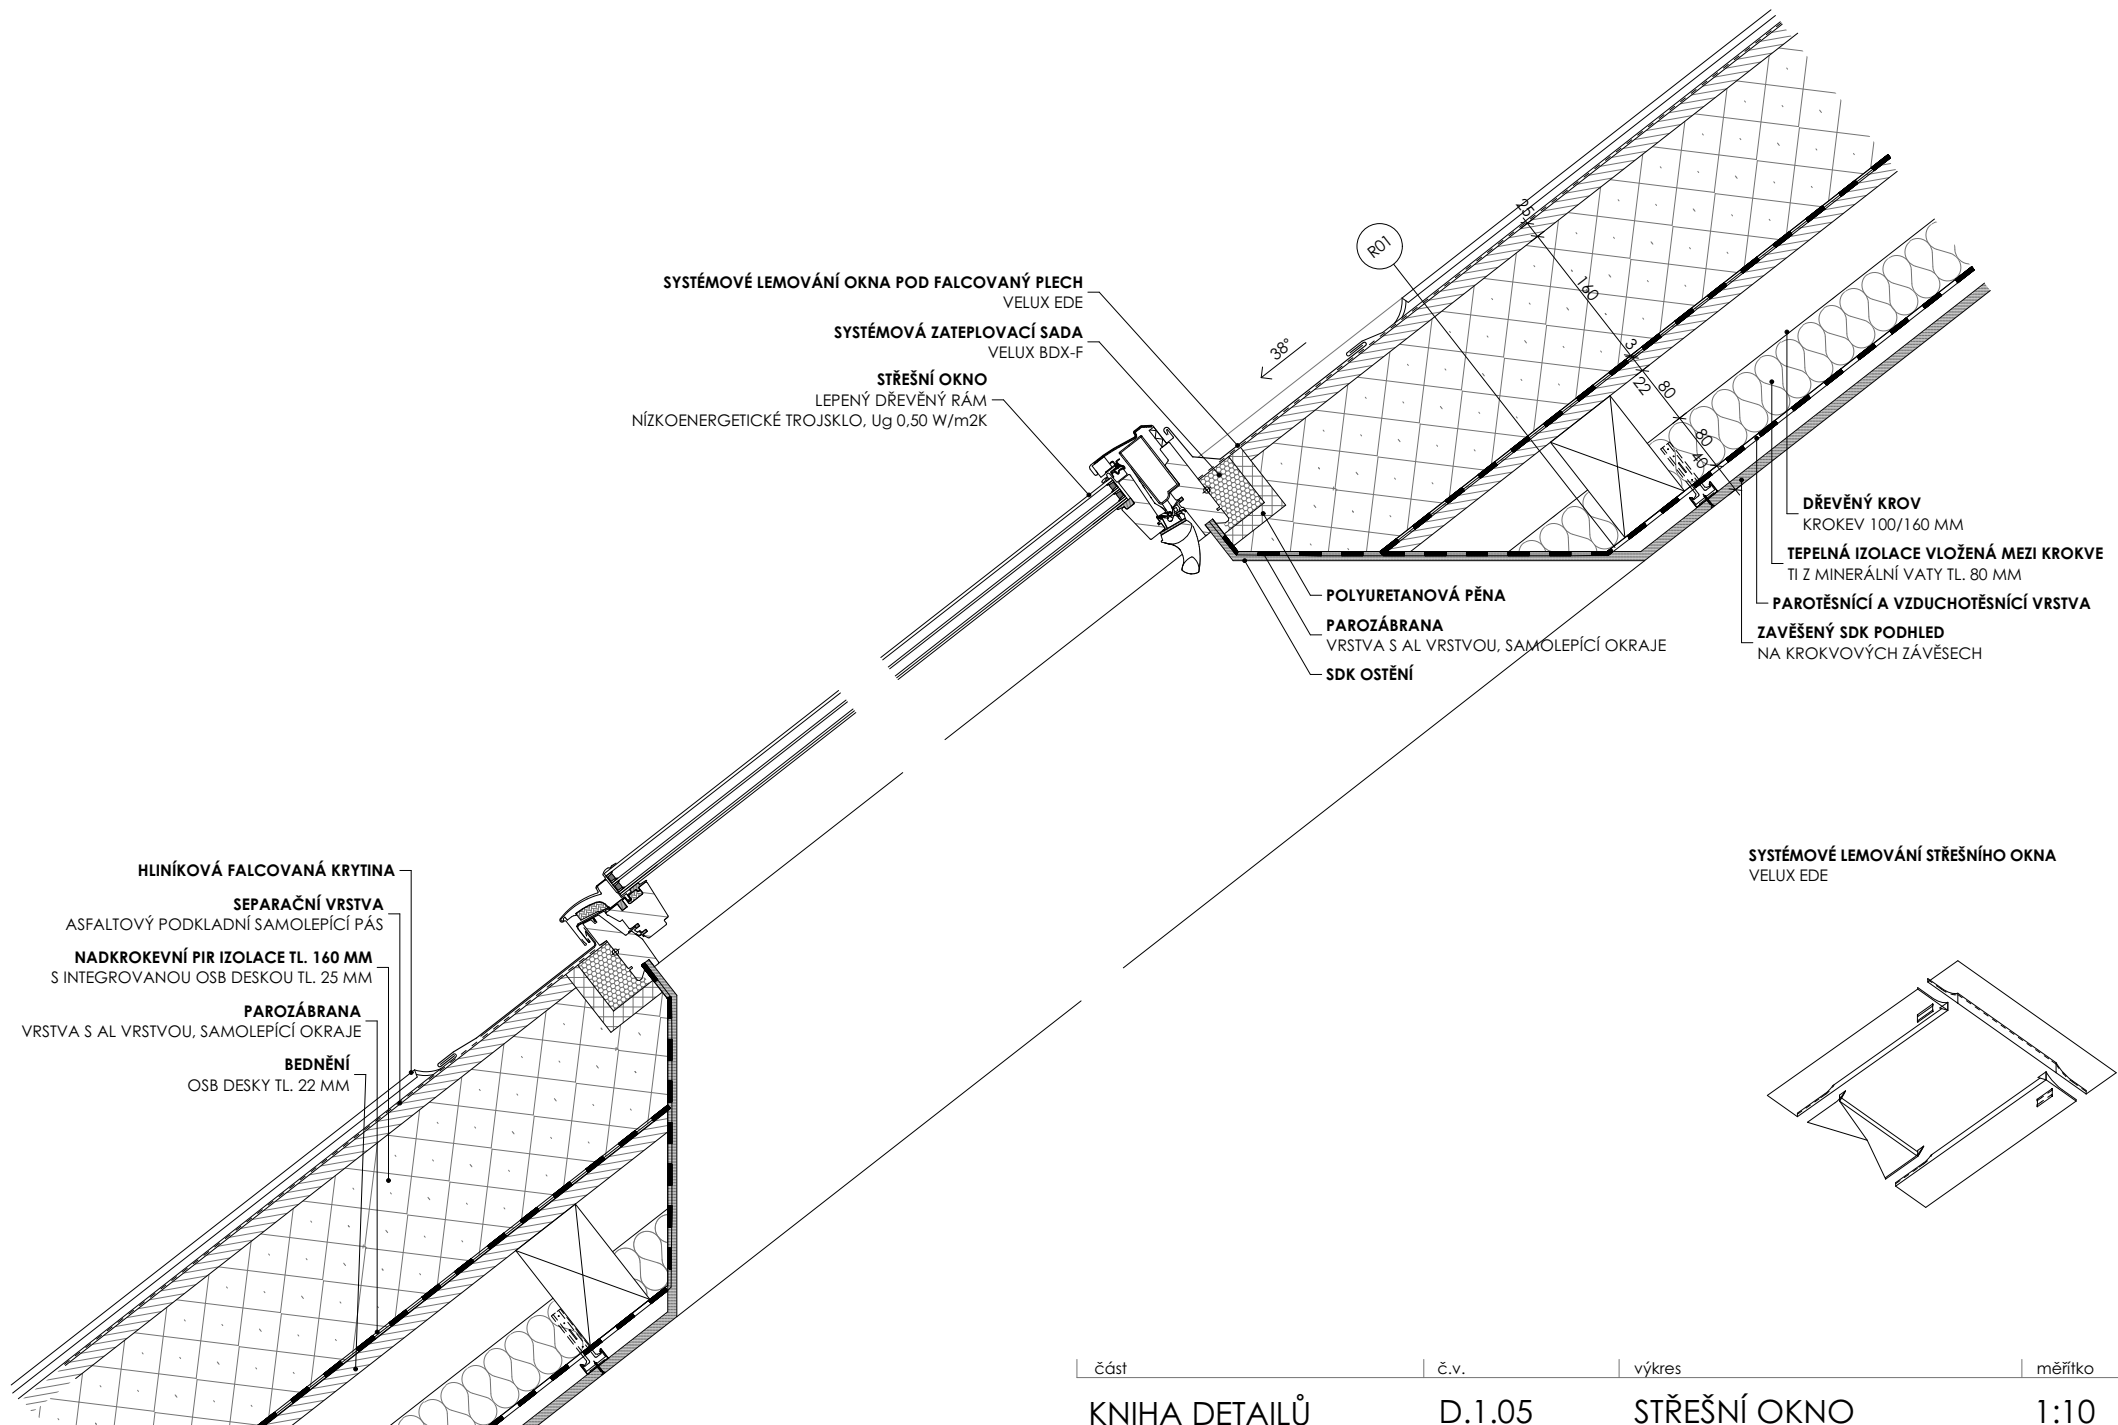 25
R01
160
SYSTÉMOVÉ LEMOVÁNÍ OKNA POD FALCOVANÝ PLECH
VELUX EDE
SYSTÉMOVÁ ZATEPLOVACÍ SADA
VELUX BDX-F
38°
3
22
80
STŘEŠNÍ OKNO
LEPENÝ DŘEVĚNÝ RÁM
NÍZKOENERGETICKÉ TROJSKLO, Ug 0,50 W/m2K
80
40
DŘEVĚNÝ KROV
KROKEV 100/160 MM
TEPELNÁ IZOLACE VLOŽENÁ MEZI KROKVE
TI Z MINERÁLNÍ VATY TL. 80 MM
PAROTĚSNÍCÍ A VZDUCHOTĚSNÍCÍ VRSTVA
ZAVĚŠENÝ SDK PODHLED
NA KROKVOVÝCH ZÁVĚSECH
POLYURETANOVÁ PĚNA
PAROZÁBRANA
VRSTVA S AL VRSTVOU, SAMOLEPÍCÍ OKRAJE
SDK OSTĚNÍ
SYSTÉMOVÉ LEMOVÁNÍ STŘEŠNÍHO OKNA
VELUX EDE
HLINÍKOVÁ FALCOVANÁ KRYTINA
SEPARAČNÍ VRSTVA
ASFALTOVÝ PODKLADNÍ SAMOLEPÍCÍ PÁS
NADKROKEVNÍ PIR IZOLACE TL. 160 MM
S INTEGROVANOU OSB DESKOU TL. 25 MM
PAROZÁBRANA
VRSTVA S AL VRSTVOU, SAMOLEPÍCÍ OKRAJE
BEDNĚNÍ
OSB DESKY TL. 22 MM
část č.v. výkres měřítko
KNIHA DETAILŮ D.1.05 STŘEŠNÍ OKNO 1:10